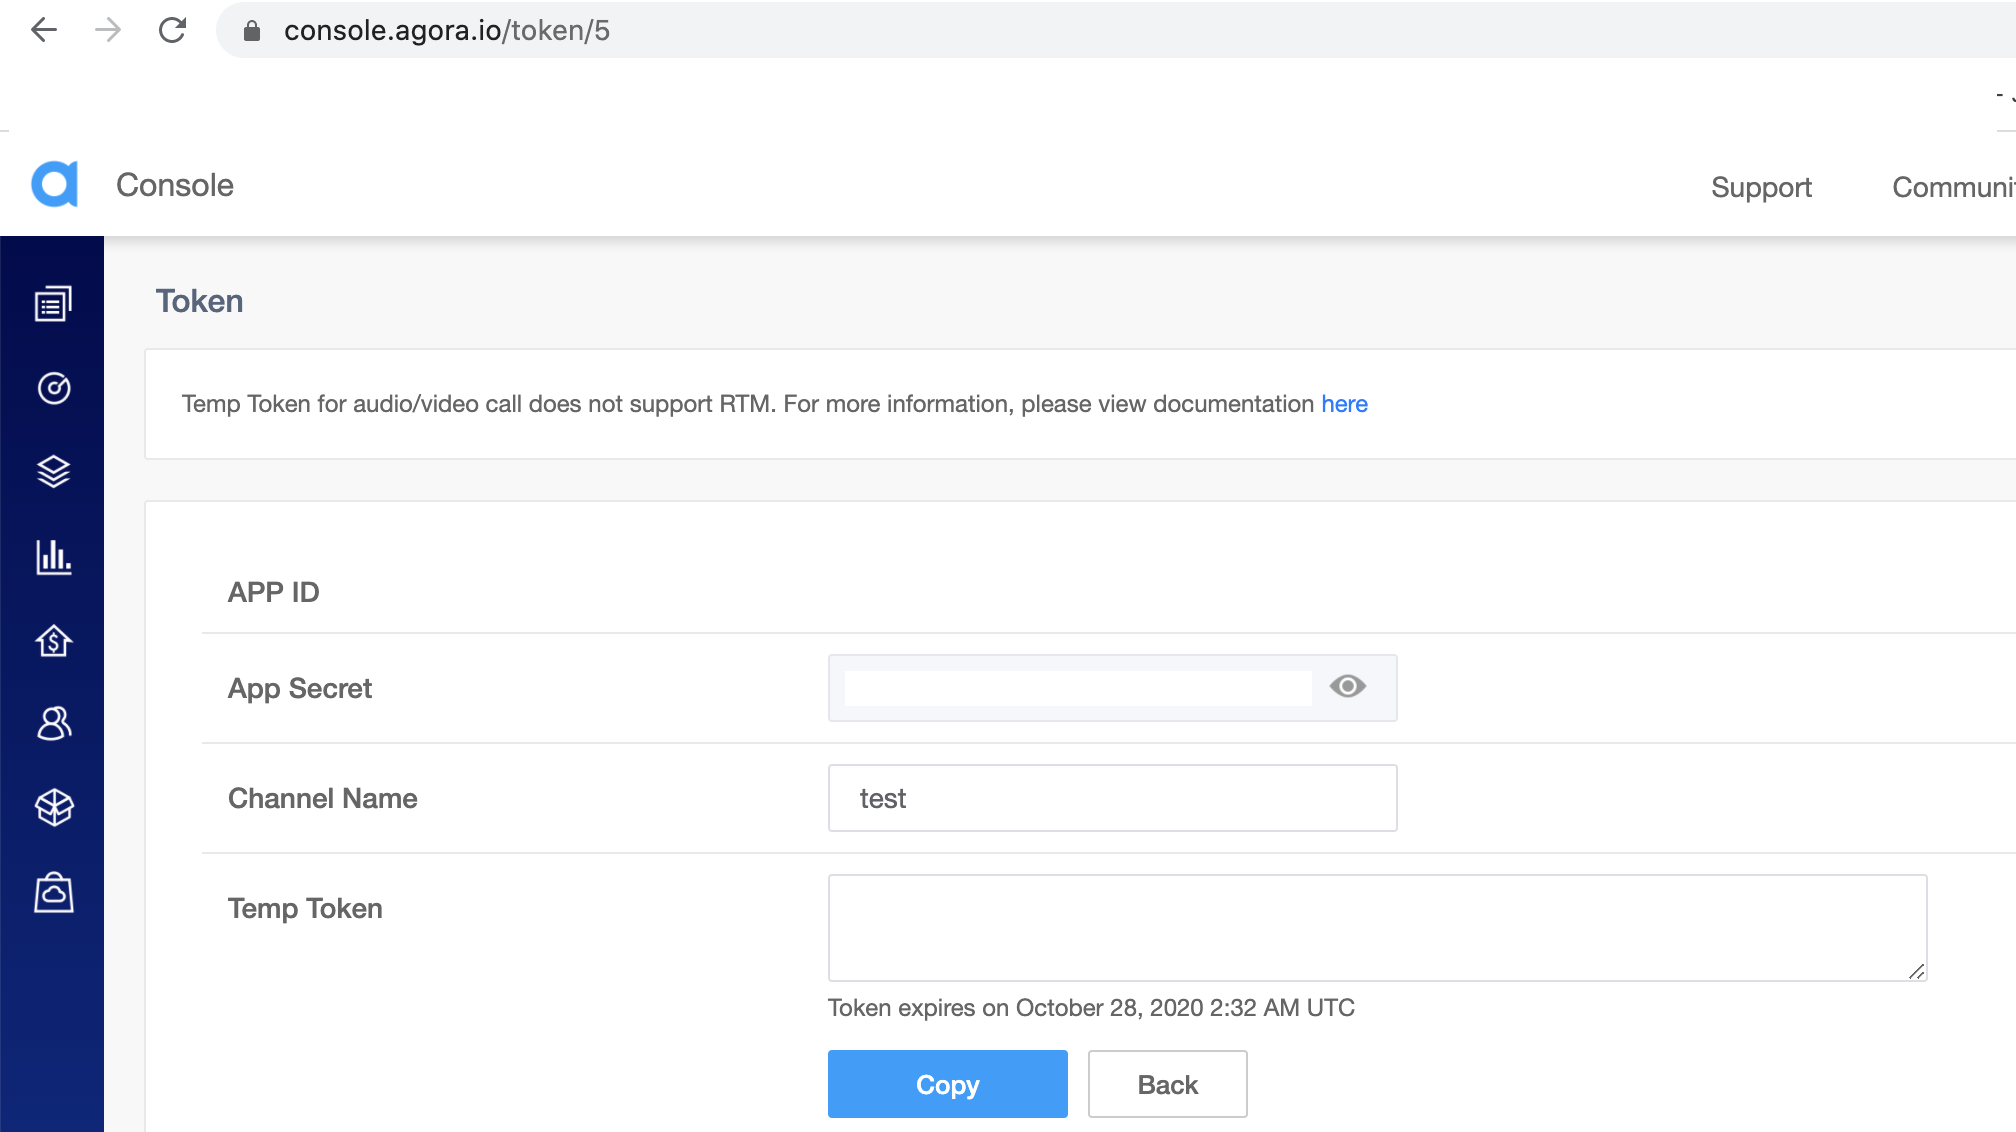 console.agora.io/token/5
Console
Support
Token
Temp Token for audio/video call does not support RTM. For more information, please view documentation here
APP ID
App Secret
Channel Name
test
Temp Token
Token expires on October 28, 2020 2:32 AM UTC
Copy
Back